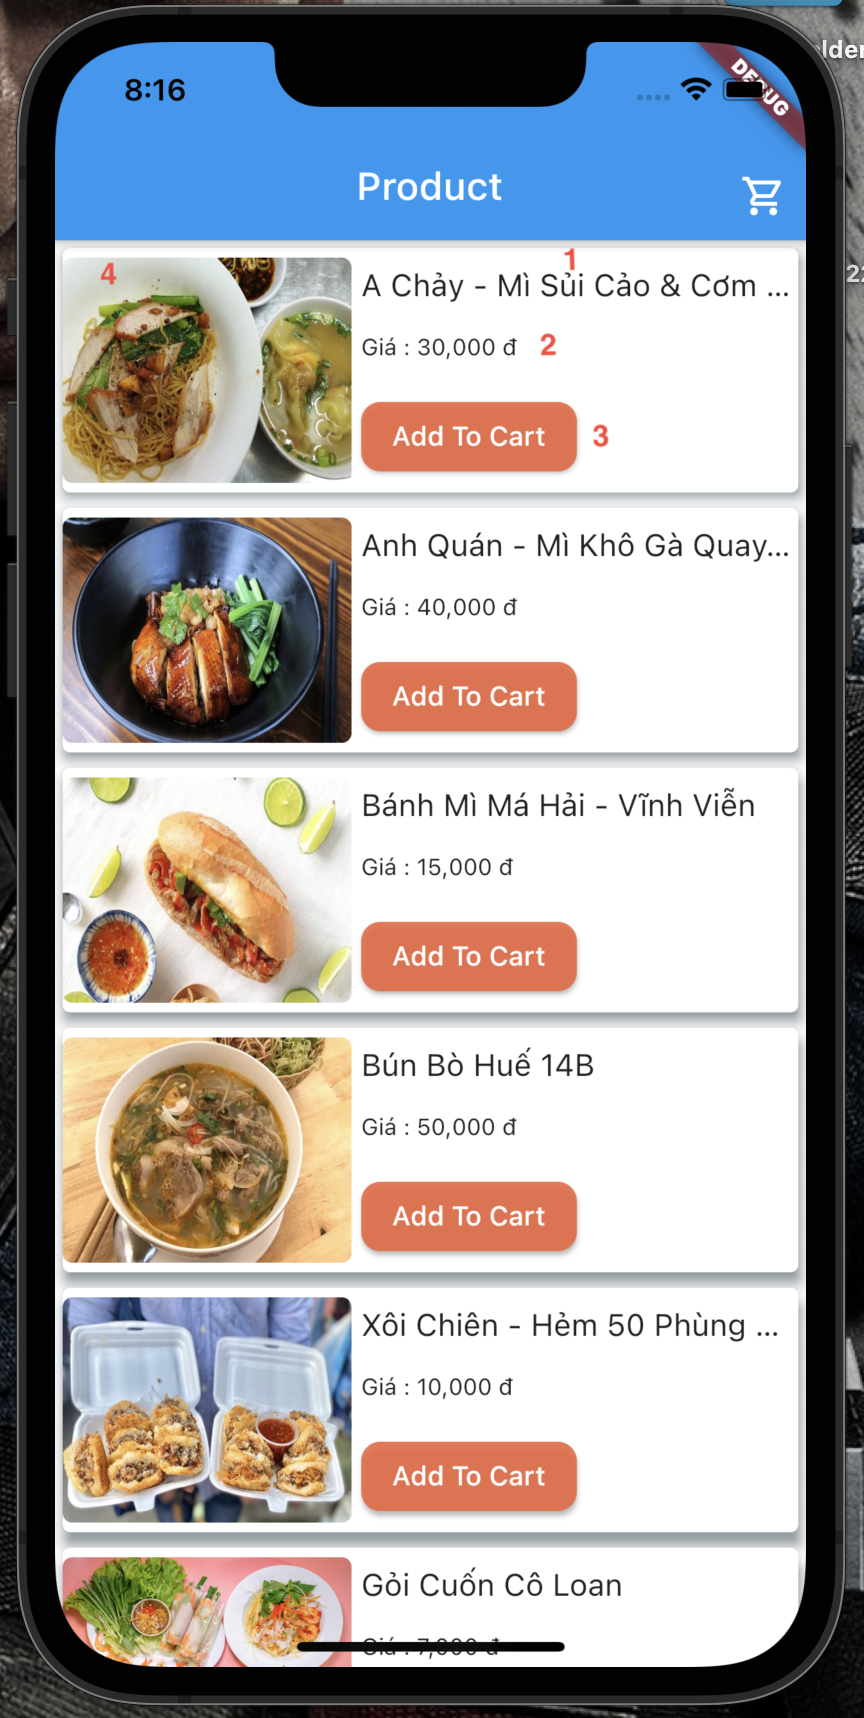 8:16
DEBUG
Product
4
1
A Chảy - Mì Sủi Cảo & Cơm ...
Giá : 30,000 đ 2
Add To Cart 3
Anh Quán - Mì Khô Gà Quay...
Giá : 40,000 đ
Add To Cart
Bánh Mì Má Hải - Vĩnh Viễn
Giá : 15,000 đ
Add To Cart
Bún Bò Huế 14B
Giá : 50,000 đ
Add To Cart
Xôi Chiên - Hẻm 50 Phùng ...
Giá : 10,000 đ
Add To Cart
Gỏi Cuốn Cô Loan
Giá : 7,000 đ